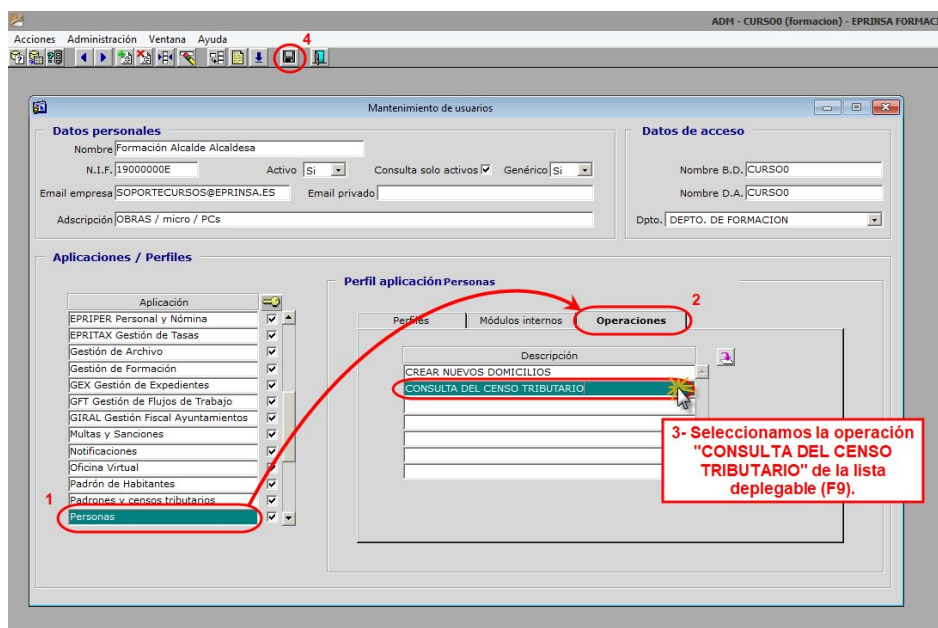 ADM - CURSO0 (formacion) - EPRINSA FORMACI
Acciones Administración Ventana Ayuda
4
Mantenimiento de usuarios
Datos personales
Nombre Formación Alcalde Alcaldesa
N.I.F. 19000000E Activo Si Consulta solo activos Genérico Si
Email empresa SOPORTECURSOS@EPRINSA.ES Email privado
Adscripción OBRAS / micro / PCs
Datos de acceso
Nombre B.D. CURSO0
Nombre D.A. CURSO0
Dpto. DEPTO. DE FORMACION
Aplicaciones / Perfiles
Aplicación
EPRIPER Personal y Nómina
EPRITAX Gestión de Tasas
Gestión de Archivo
Gestión de Formación
GEX Gestión de Expedientes
GFT Gestión de Flujos de Trabajo
GIRAL Gestión Fiscal Ayuntamientos
Multas y Sanciones
Notificaciones
Oficina Virtual
Padrón de Habitantes
1 Padrones y censos tributarios
Personas
Perfil aplicación:Personas
2
Perfiles Módulos internos Operaciones
Descripción
CREAR NUEVOS DOMICILIOS
CONSULTA DEL CENSO TRIBUTARIO
3- Seleccionamos la operación
"CONSULTA DEL CENSO
TRIBUTARIO" de la lista
deplegable (F9).